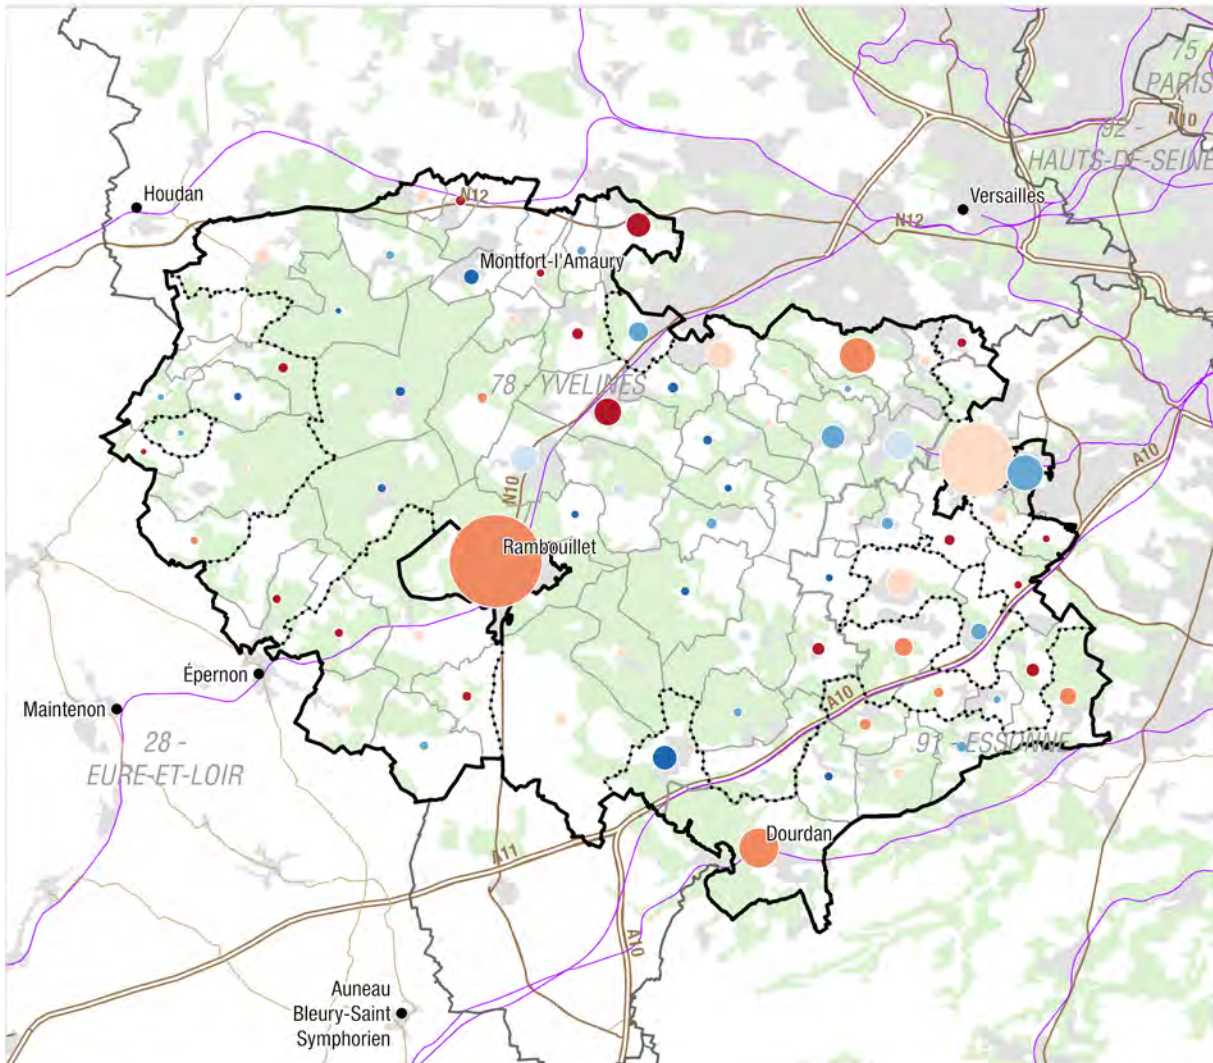 75 -
PARIS
N10
92 -
HAUTS-DE-SEINE
Houdan
N12
Versailles
N12
Montfort-l'Amaury
78 - YVELINES
A10
N10
Rambouillet
Épernon
Maintenon
A10
28 -
EURE-ET-LOIR
91 - ESSONNE
Dourdan
A11
A10
Auneau
Bleury-Saint
Symphorien